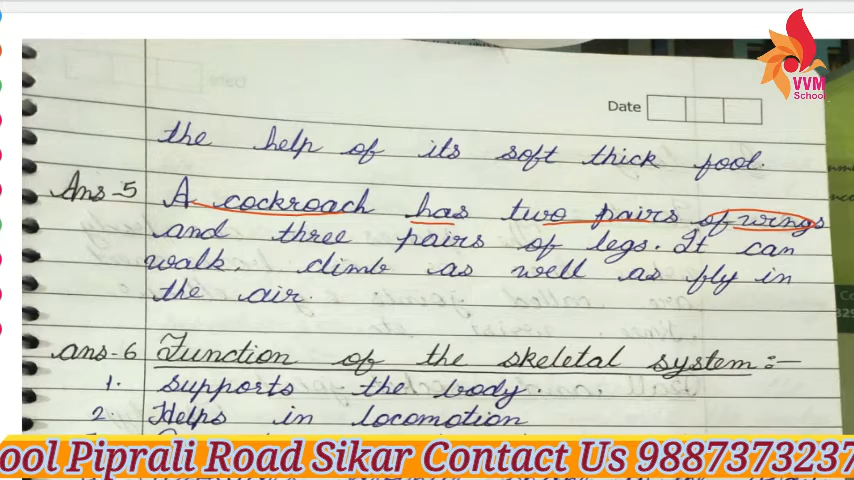 VVM
School
Date
the help of its soft thick foot.
Ans-5 A cockroach has two pairs of wings
and three pairs of legs. It can
walk, climb as well as fly in
the air.
ans-6 Function of the skeletal system:-
1. supports the body.
2. Helps in locomotion
ool Piprali Road Sikar Contact Us 9887373237